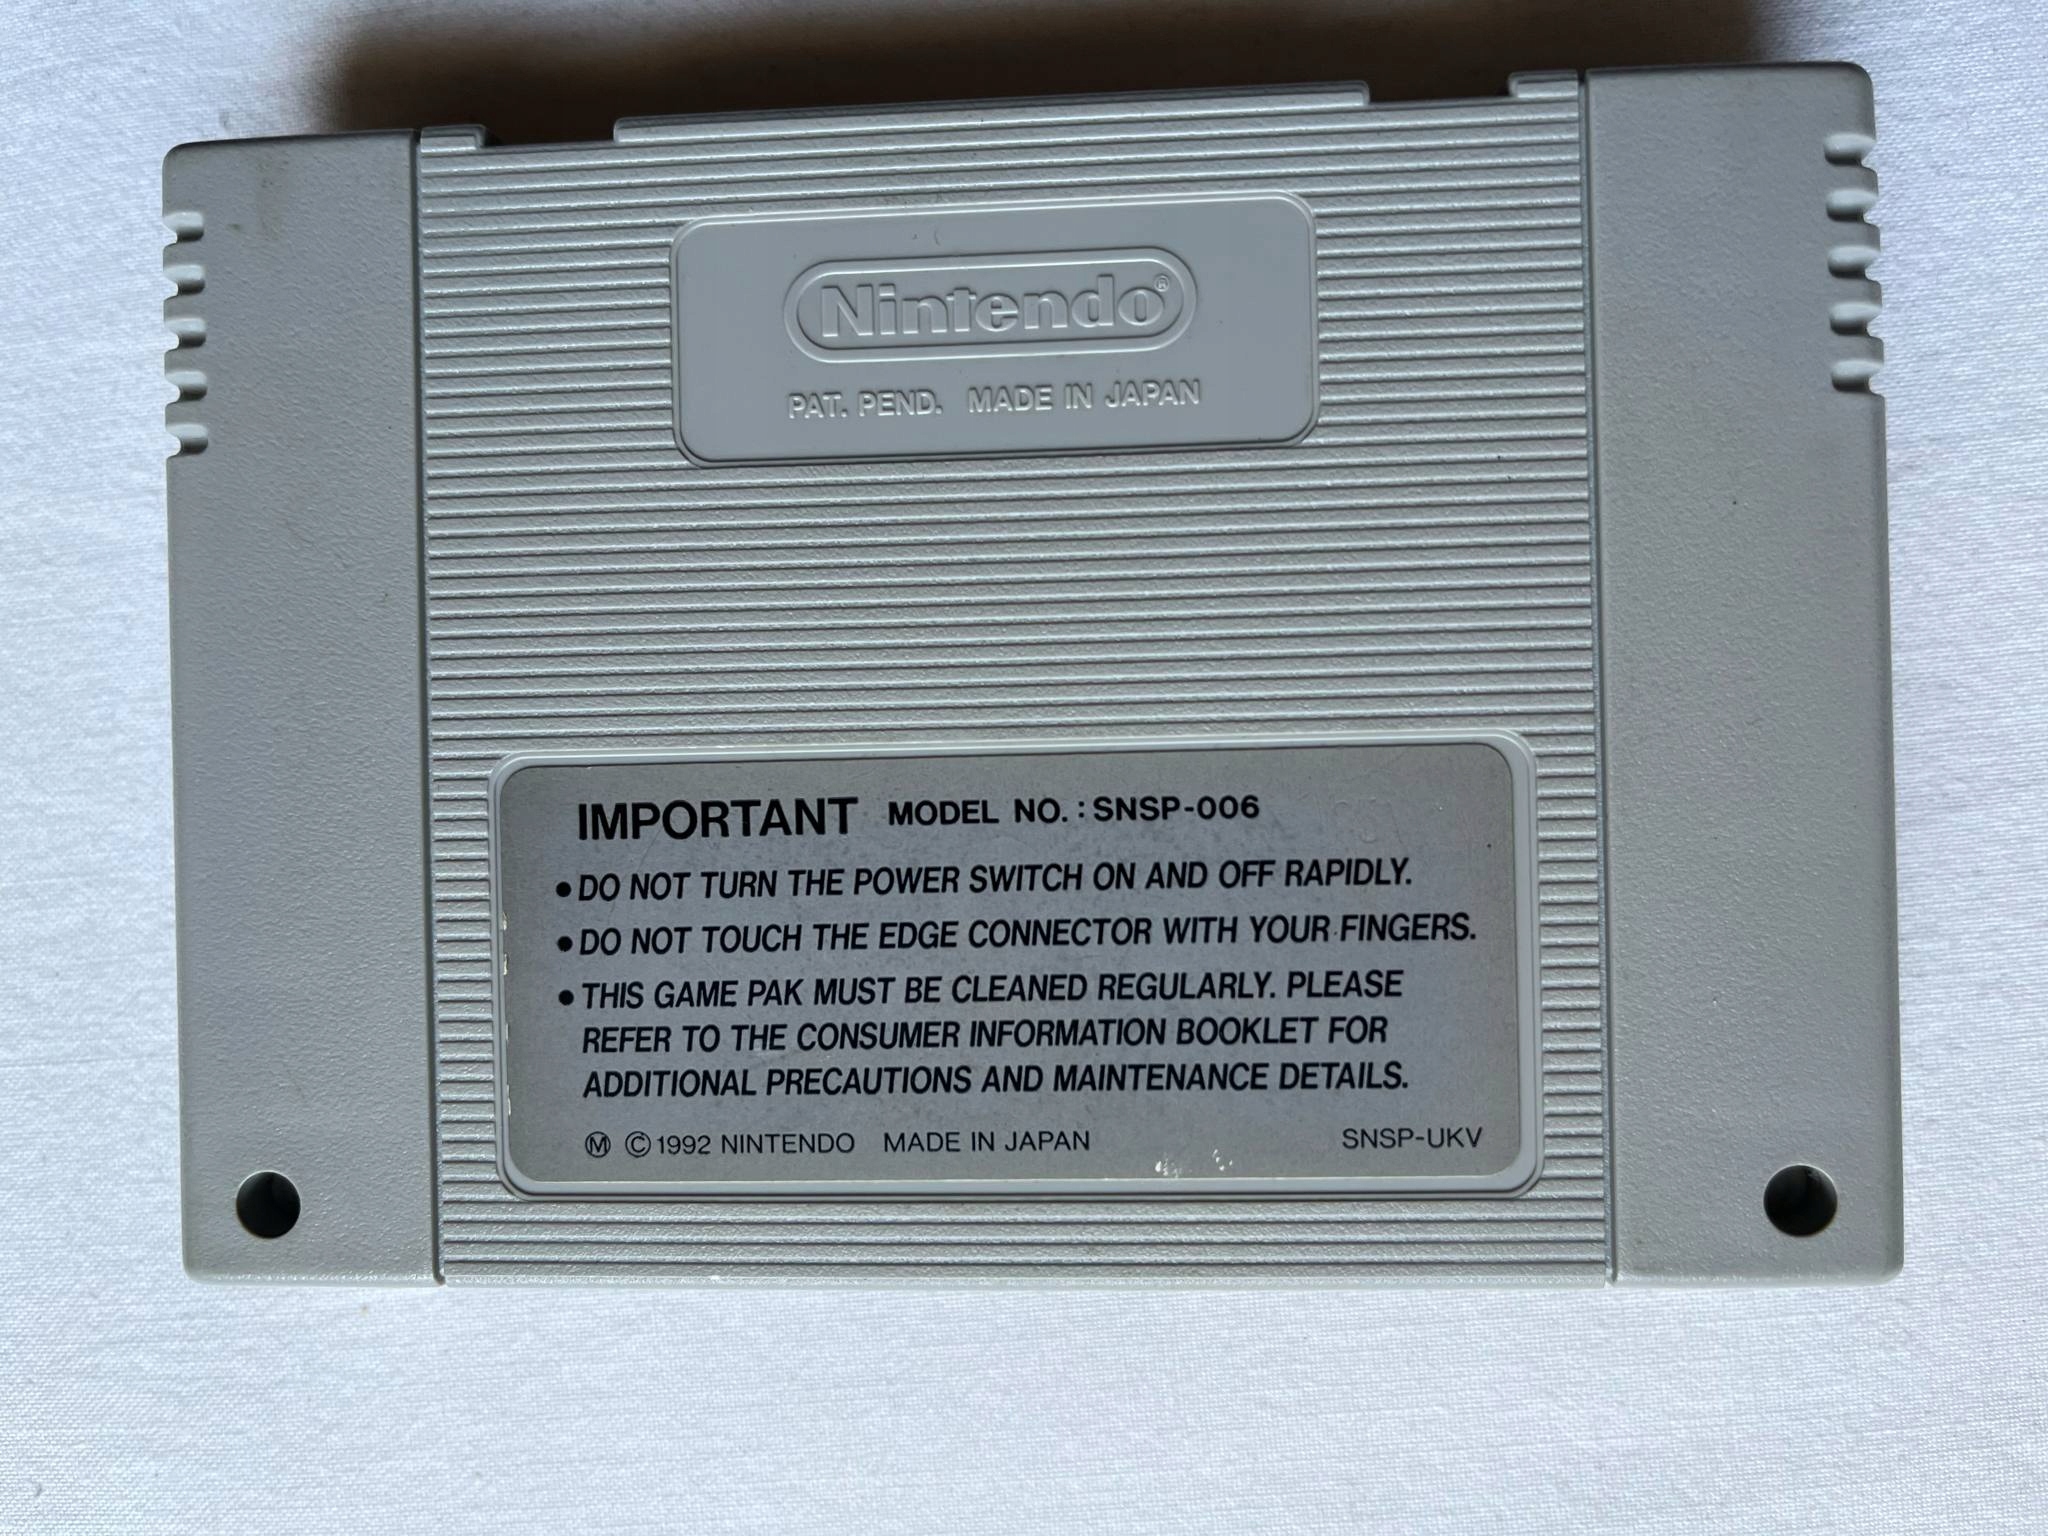 Nintendo®
PAT. PEND. MADE IN JAPAN
IMPORTANT MODEL NO. : SNSP-006
• DO NOT TURN THE POWER SWITCH ON AND OFF RAPIDLY.
• DO NOT TOUCH THE EDGE CONNECTOR WITH YOUR FINGERS.
• THIS GAME PAK MUST BE CLEANED REGULARLY. PLEASE
REFER TO THE CONSUMER INFORMATION BOOKLET FOR
ADDITIONAL PRECAUTIONS AND MAINTENANCE DETAILS.
Ⓜ © 1992 NINTENDO MADE IN JAPAN SNSP-UKV